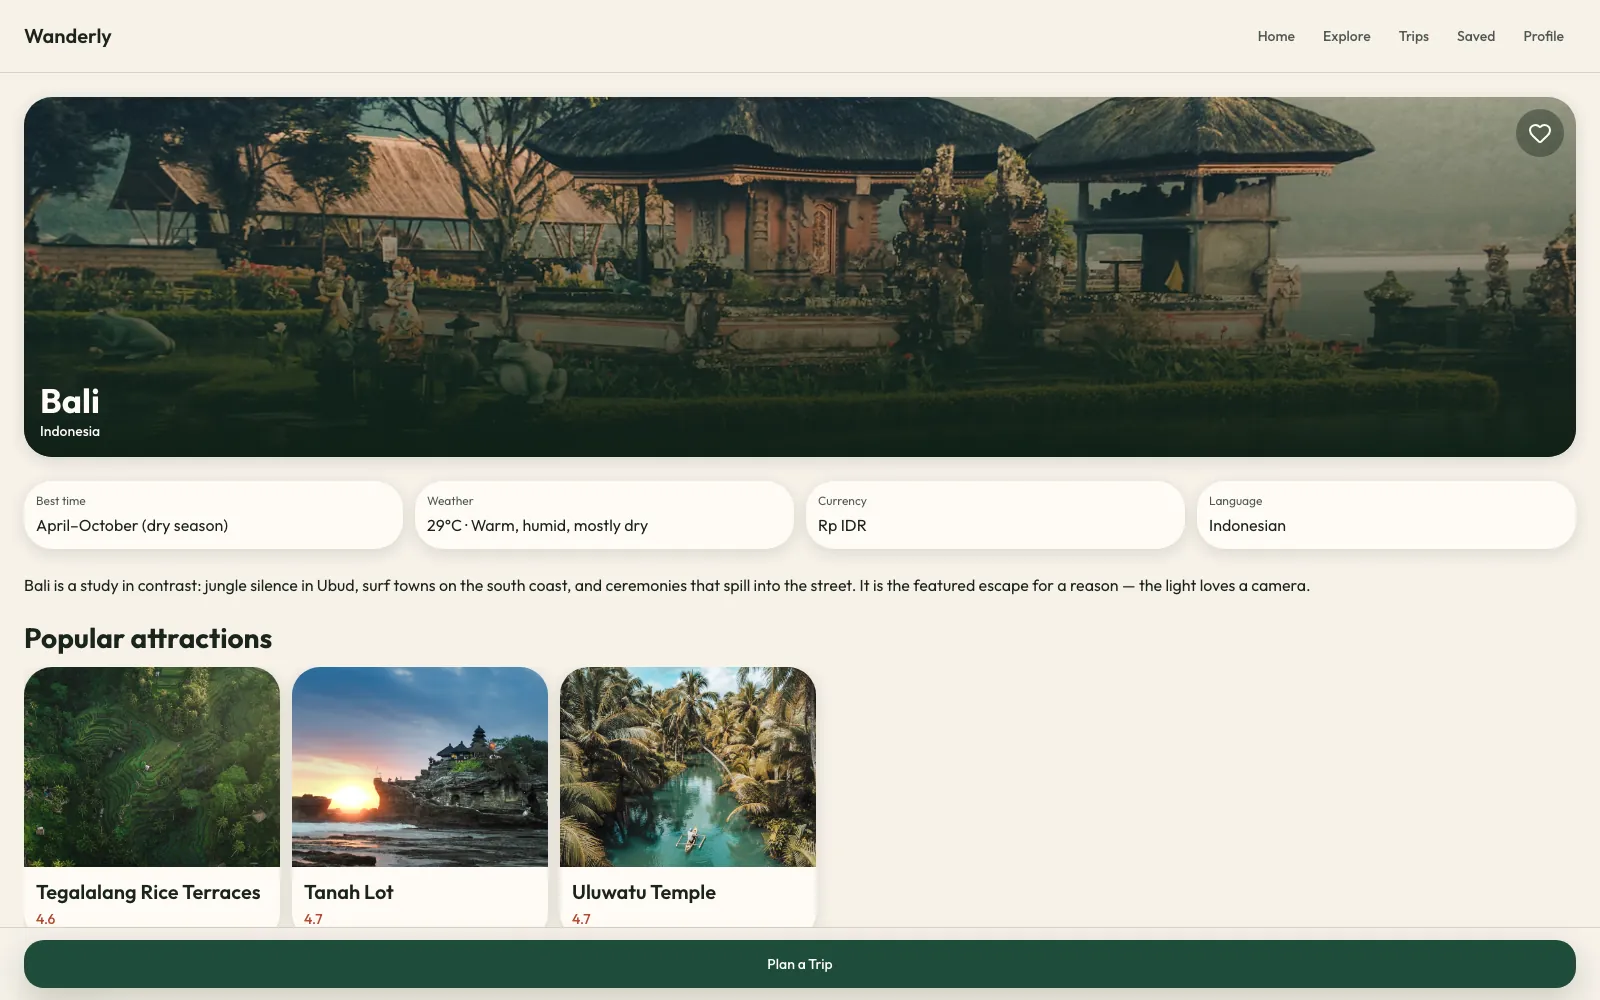 Wanderly
Home
Explore
Trips
Saved
Profile
Bali
Indonesia
Best time
April–October (dry season)
Weather
29°C · Warm, humid, mostly dry
Currency
Rp IDR
Language
Indonesian
Bali is a study in contrast: jungle silence in Ubud, surf towns on the south coast, and ceremonies that spill into the street. It is the featured escape for a reason — the light loves a camera.
Popular attractions
Tegalalang Rice Terraces
4.6
Tanah Lot
4.7
Uluwatu Temple
4.7
Plan a Trip